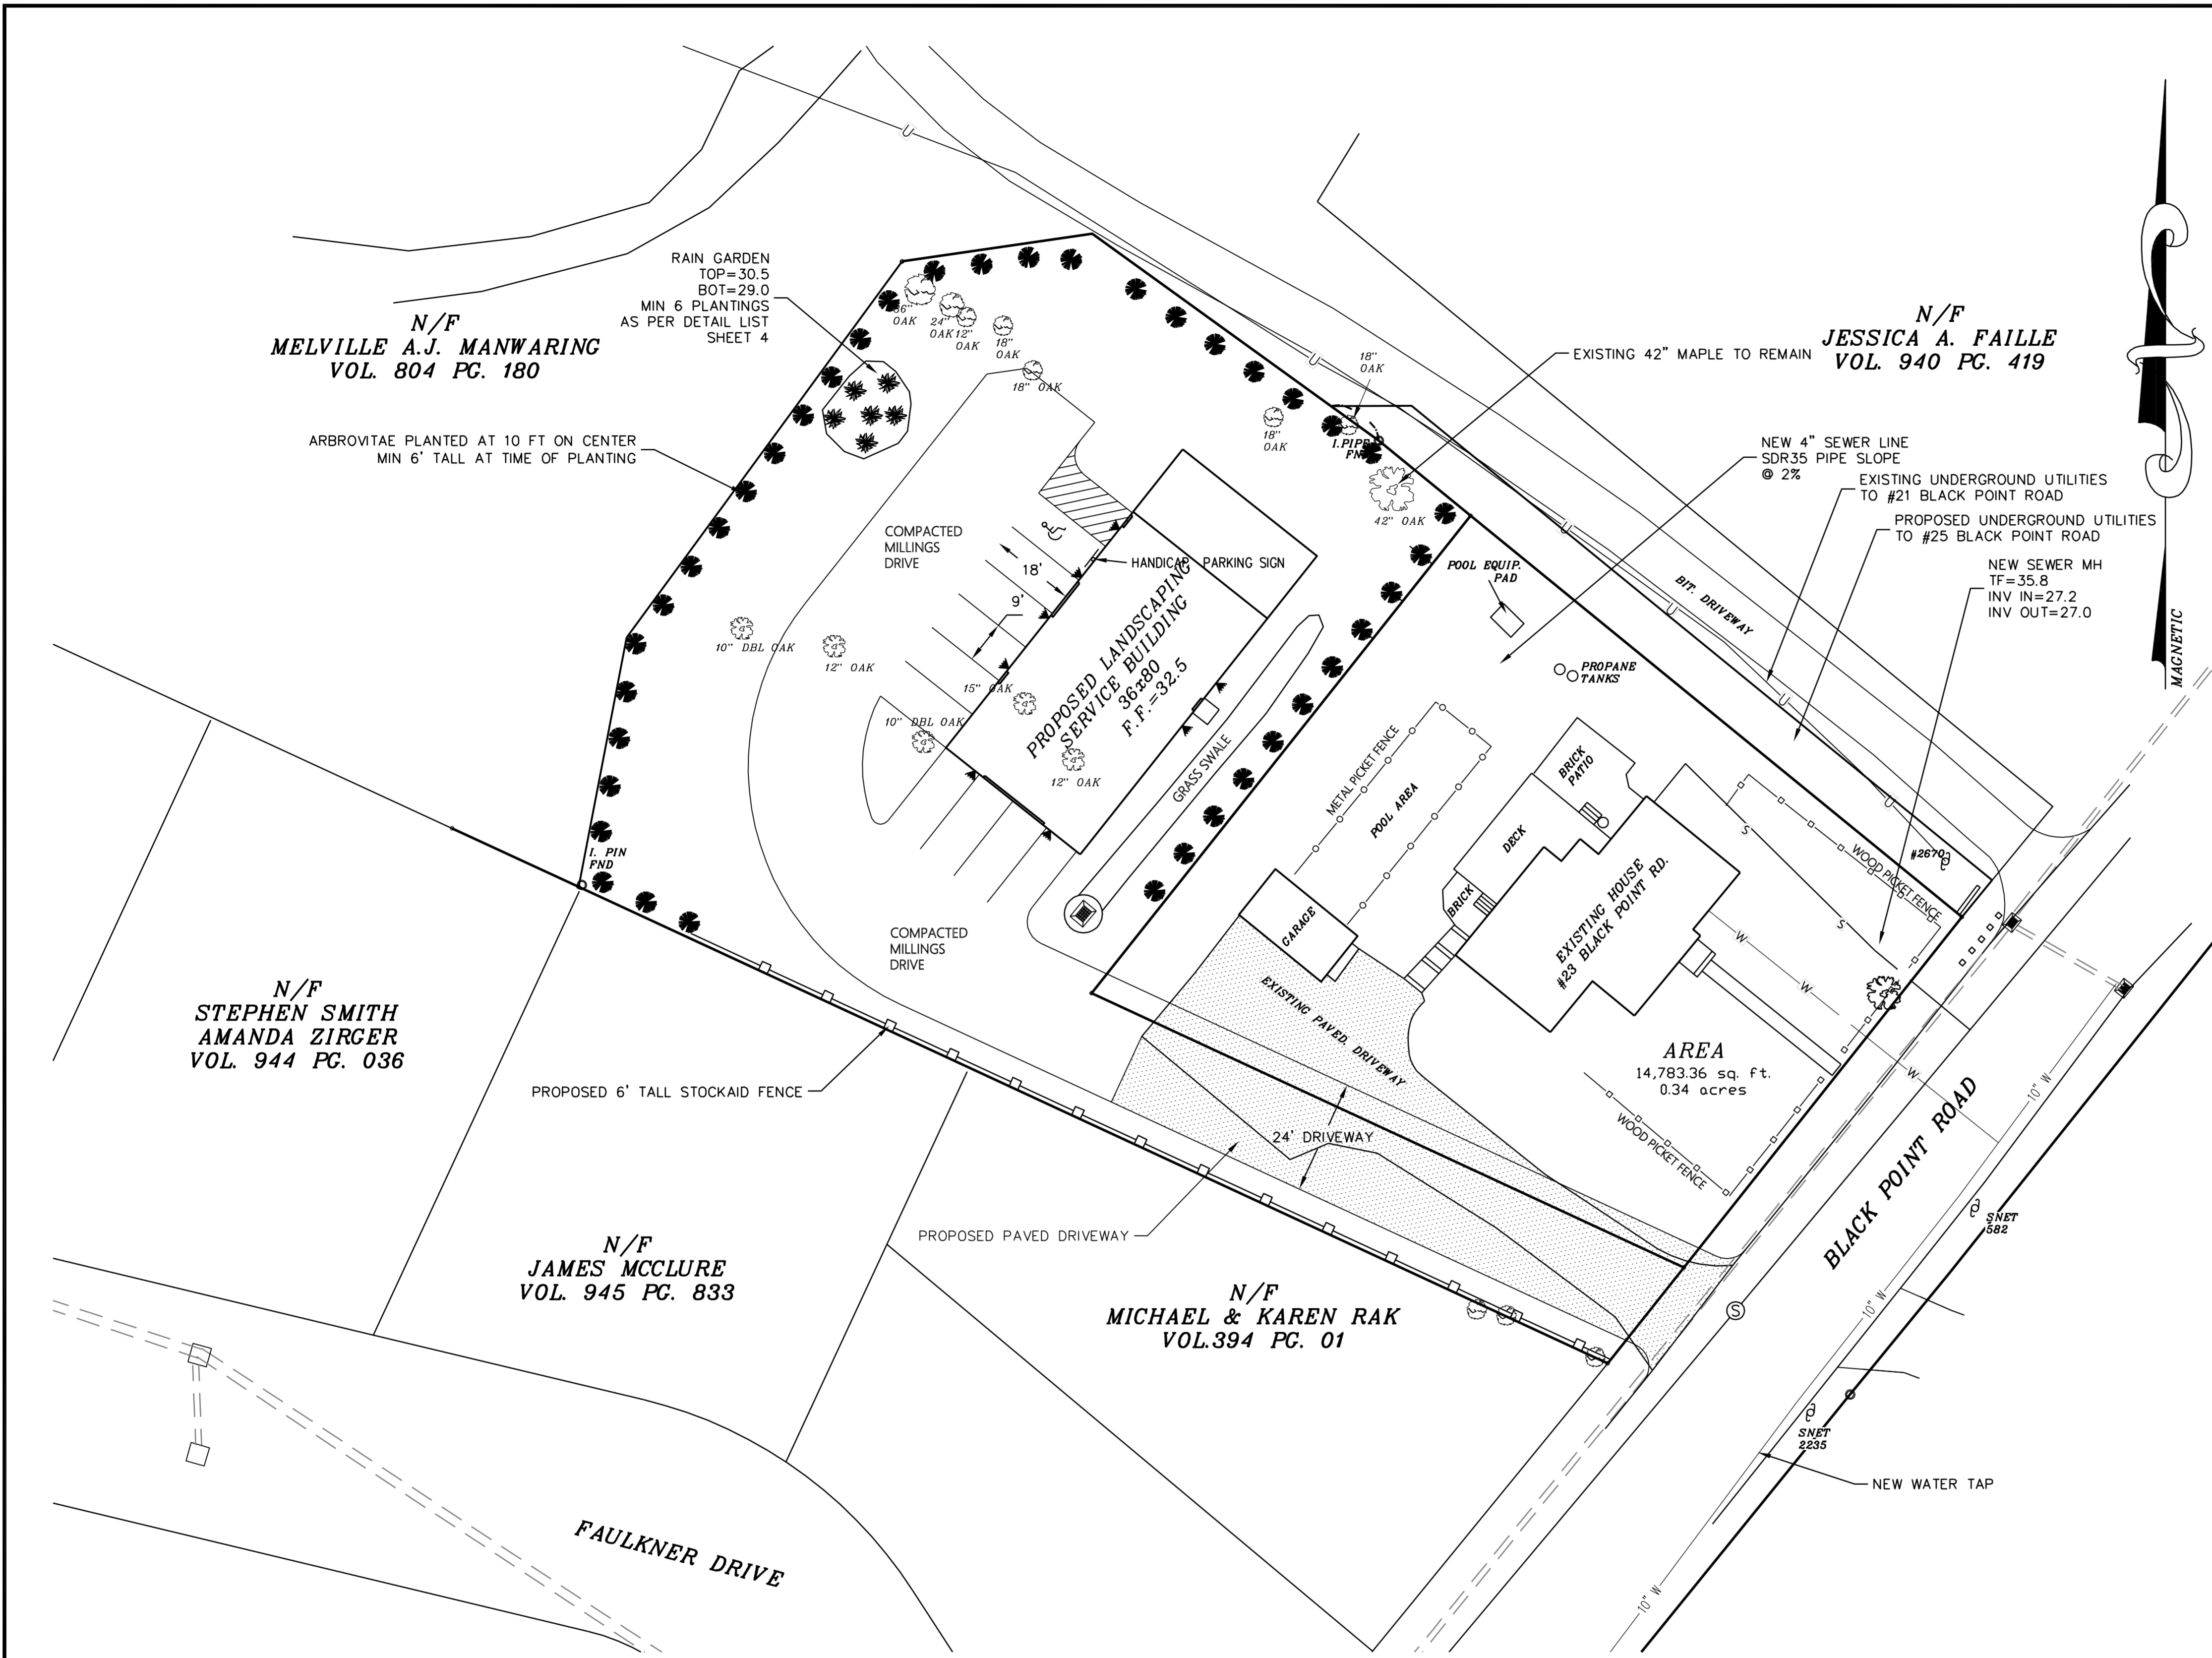 RAIN GARDEN
TOP=30.5
BOT=29.0
MIN 6 PLANTINGS
AS PER DETAIL LIST
SHEET 4
N/F
MELVILLE A.J. MANWARING
VOL. 804 PG. 180
ARBROVITAE PLANTED AT 10 FT ON CENTER
MIN 6' TALL AT TIME OF PLANTING
U
36"
OAK
24"
OAK
12"
OAK
18"
OAK
18" OAK
18"
OAK
18"
OAK
I.PIPE
FND
U
EXISTING 42" MAPLE TO REMAIN
42" OAK
N/F
JESSICA A. FAILLE
VOL. 940 PG. 419
NEW 4" SEWER LINE
SDR35 PIPE SLOPE
@ 2%
EXISTING UNDERGROUND UTILITIES
TO #21 BLACK POINT ROAD
PROPOSED UNDERGROUND UTILITIES
TO #25 BLACK POINT ROAD
NEW SEWER MH
TF=35.8
INV IN=27.2
INV OUT=27.0
MAGNETIC
COMPACTED
MILLINGS
DRIVE
18'
9'
HANDICAP PARKING SIGN
PROPOSED LANDSCAPING
SERVICE BUILDING
36x80
F.F.=32.5
10" DBL OAK
12" OAK
15" OAK
10" DBL OAK
12" OAK
GRASS SWALE
POOL EQUIP.
PAD
U
BIT. DRIVEWAY
U
U
U
PROPANE
TANKS
METAL PICKET FENCE
POOL AREA
BRICK
PATIO
DECK
BRICK
GARAGE
EXISTING HOUSE
#23 BLACK POINT RD.
S
S
WOOD PICKET FENCE
#2670
W
W
W
I. PIN
FND
COMPACTED
MILLINGS
DRIVE
EXISTING PAVED. DRIVEWAY
AREA
14,783.36 sq. ft.
0.34 acres
WOOD PICKET FENCE
24' DRIVEWAY
N/F
STEPHEN SMITH
AMANDA ZIRGER
VOL. 944 PG. 036
PROPOSED 6' TALL STOCKAID FENCE
PROPOSED PAVED DRIVEWAY
N/F
JAMES MCCLURE
VOL. 945 PG. 833
N/F
MICHAEL & KAREN RAK
VOL.394 PG. 01
BLACK POINT ROAD
10" W
10" W
10" W
S
SNET
582
SNET
2235
NEW WATER TAP
FAULKNER DRIVE